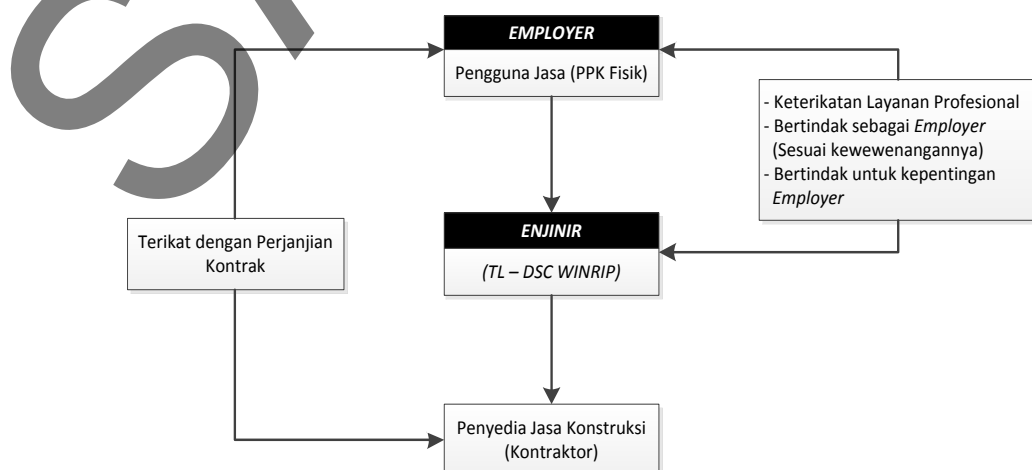 EMPLOYER
Pengguna Jasa (PPK Fisik)
- Keterikatan Layanan Profesional
- Bertindak sebagai Employer
(Sesuai kewewenangannya)
- Bertindak untuk kepentingan
Employer
Terikat dengan Perjanjian
Kontrak
ENJINIR
(TL – DSC WINRIP)
Penyedia Jasa Konstruksi
(Kontraktor)